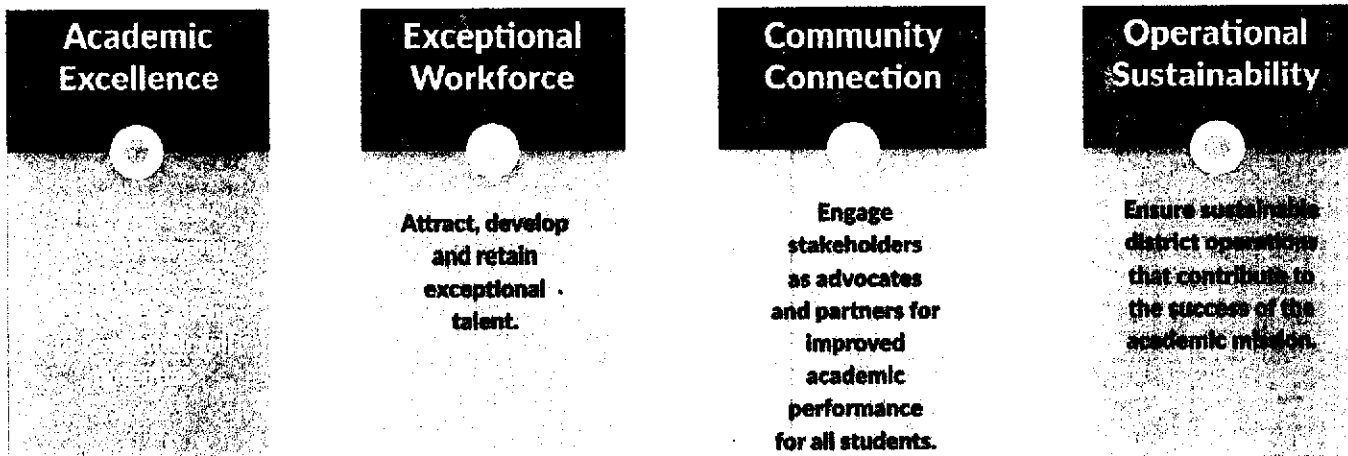 Academic
Excellence
Exceptional
Workforce
Attract, develop
and retain
exceptional
talent.
Community
Connection
Engage
stakeholders
as advocates
and partners for
improved
academic
performance
for all students.
Operational
Sustainability
Ensure sustainable
district operations
that contribute to
the success of the
academic mission.